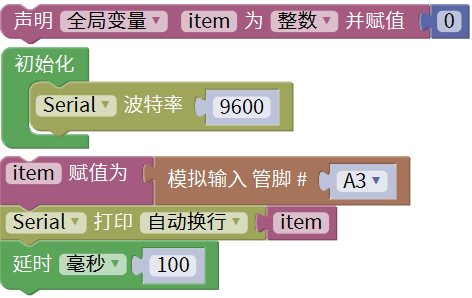 声明 全局变量 item 为 整数 并赋值 0
初始化
Serial 波特率 9600
item 赋值为 模拟输入 管脚 # A3
Serial 打印 自动换行 item
延时 毫秒 100